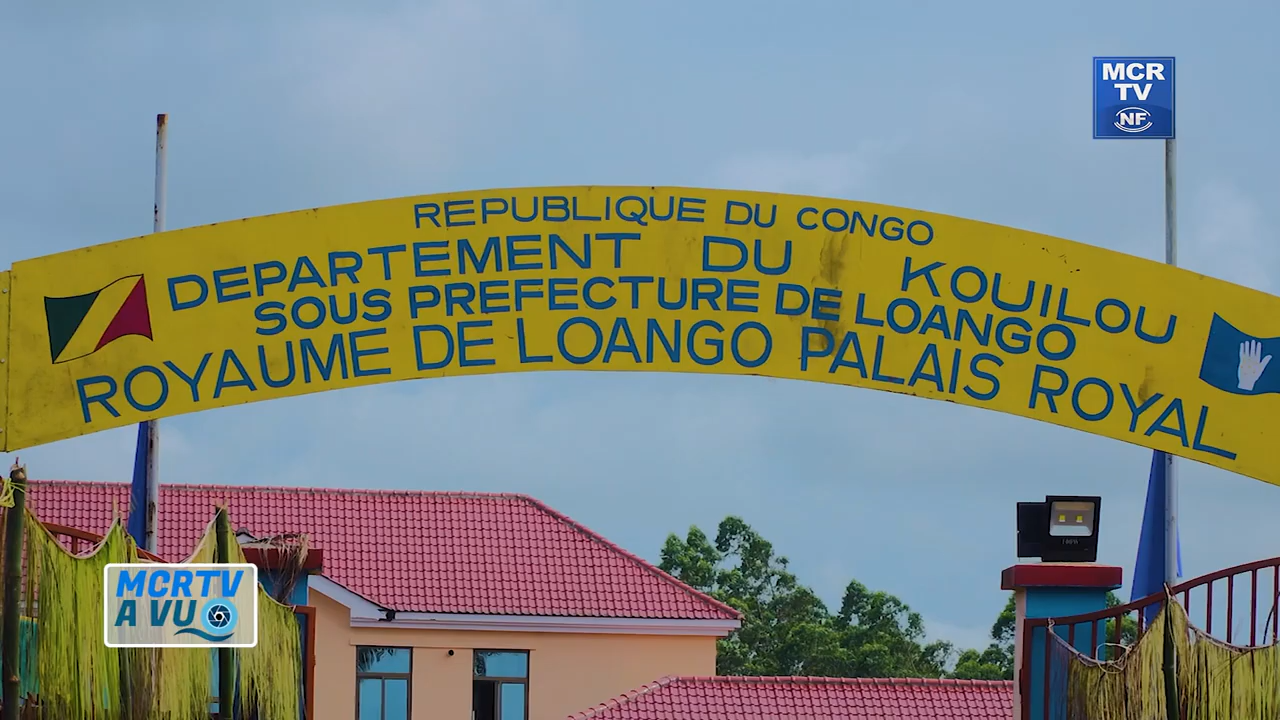 MCR
TV
NF
REPUBLIQUE DU CONGO
DEPARTEMENT DU KOUILOU
SOUS PREFECTURE DE LOANGO
ROYAUME DE LOANGO PALAIS ROYAL
MCRTV
A VU